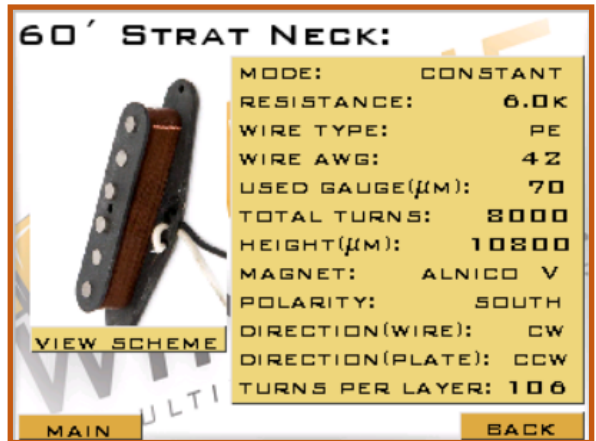 60´ STRAT NECK:
MODE: CONSTANT
RESISTANCE: 6.0K
WIRE TYPE: PE
WIRE AWG: 42
USED GAUGE(µM): 70
TOTAL TURNS: 8000
HEIGHT(µM): 10800
MAGNET: ALNICO V
POLARITY: SOUTH
DIRECTION(WIRE): CW
DIRECTION(PLATE): CCW
TURNS PER LAYER: 106
VIEW SCHEME
MAIN
BACK